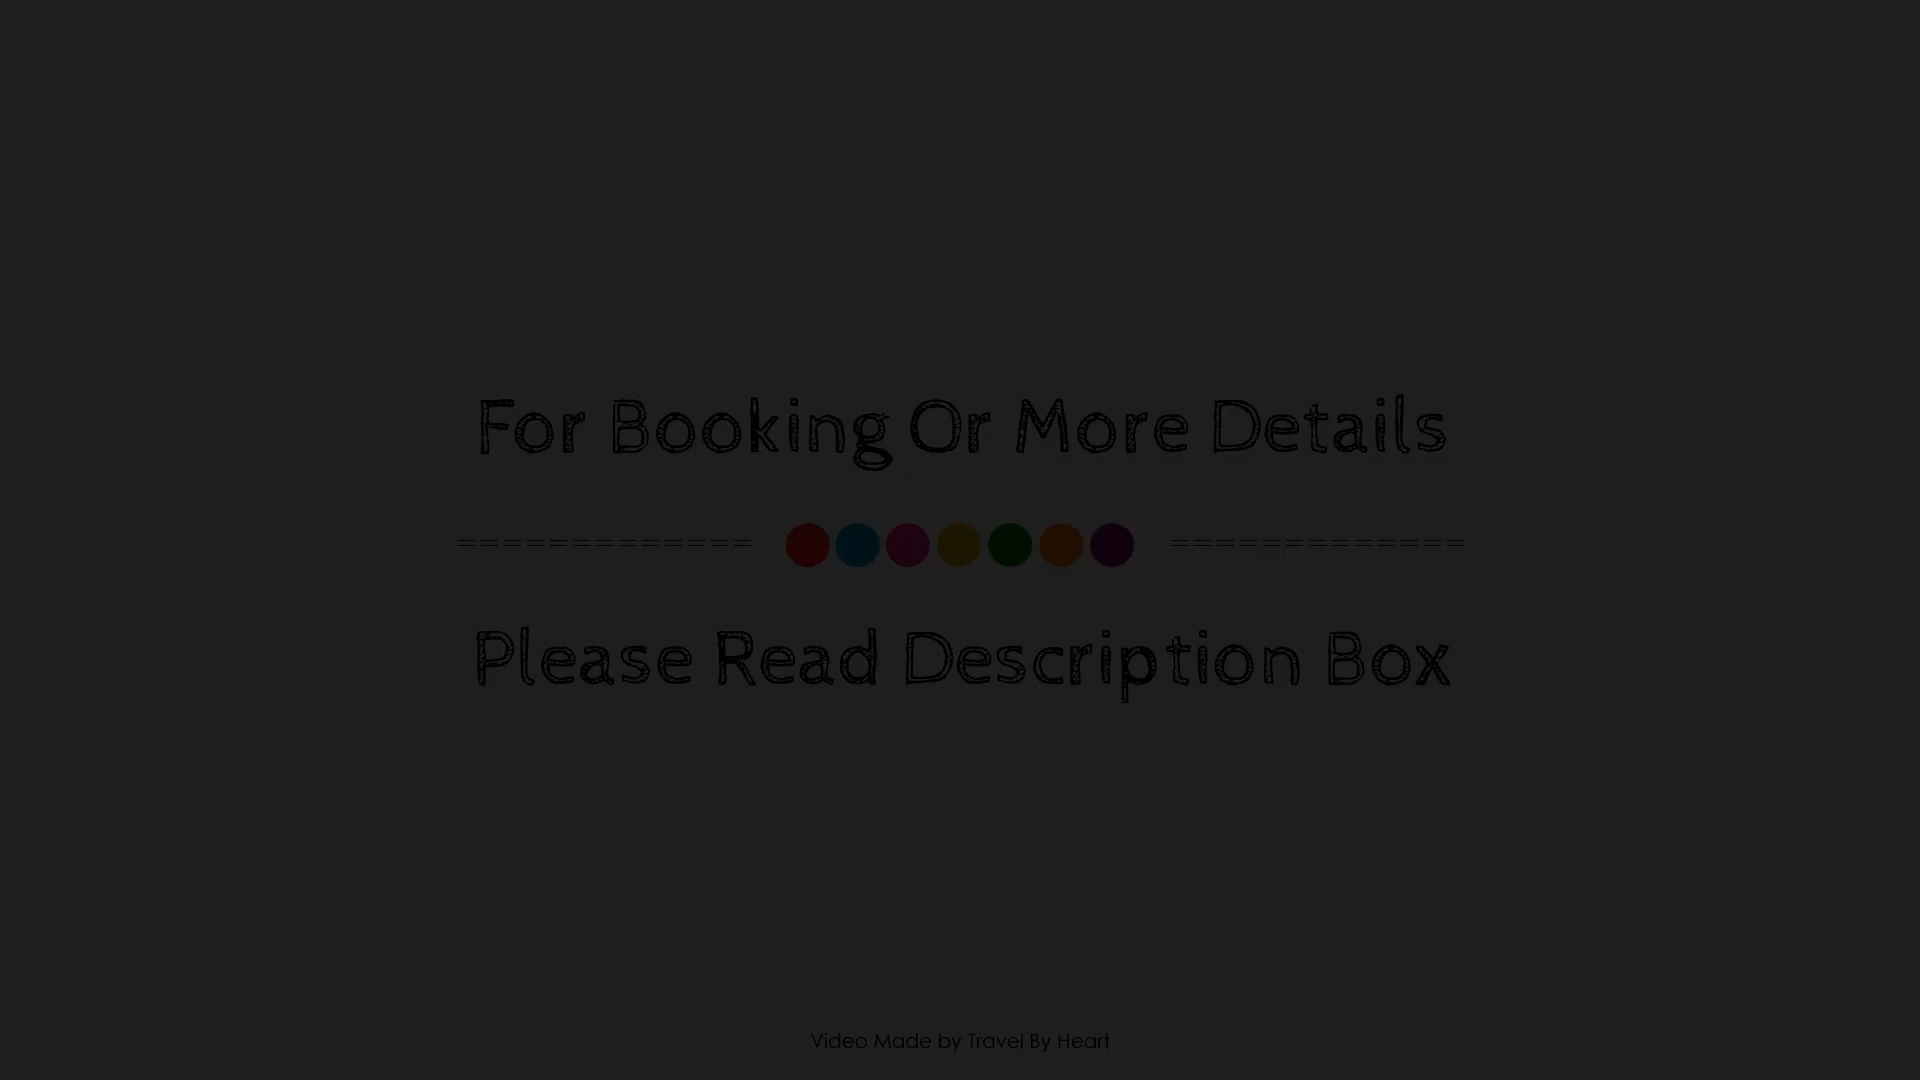 For Booking Or More Details
============= =============
Please Read Description Box
Video Made by Travel By Heart